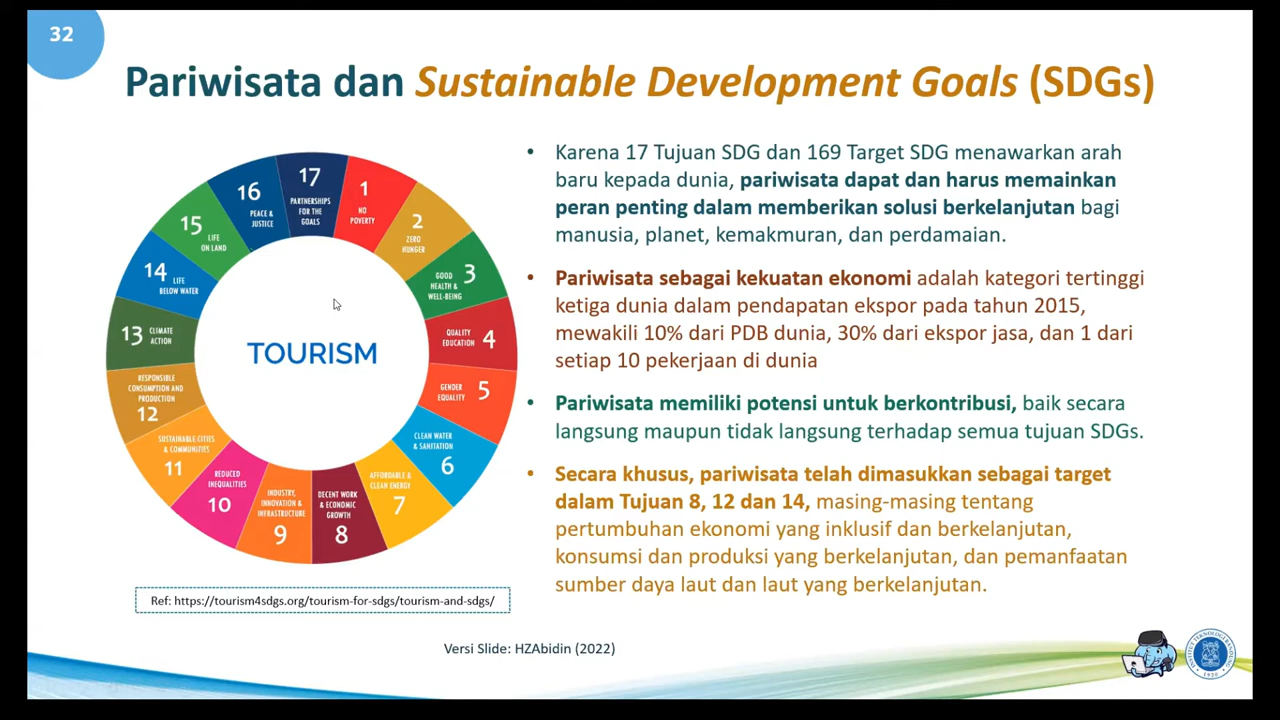 32
Pariwisata dan Sustainable Development Goals (SDGs)
17
PARTNERSHIPS
FOR THE
GOALS
1
NO
POVERTY
2
ZERO
HUNGER
3
GOOD
HEALTH &
WELL-BEING
QUALITY
EDUCATION
4
GENDER
EQUALITY
5
CLEAN WATER
& SANITATION
6
AFFORDABLE &
CLEAN ENERGY
7
DECENT WORK
& ECONOMIC
GROWTH
8
INDUSTRY,
INNOVATION &
INFRASTRUCTURE
9
REDUCED
INEQUALITIES
10
SUSTAINABLE CITIES
& COMMUNITIES
11
RESPONSIBLE
CONSUMPTION AND
PRODUCTION
12
13
CLIMATE
ACTION
14
LIFE
BELOW WATER
15
LIFE
ON LAND
16
PEACE &
JUSTICE
TOURISM
Ref: https://tourism4sdgs.org/tourism-for-sdgs/tourism-and-sdgs/
• Karena 17 Tujuan SDG dan 169 Target SDG menawarkan arah
baru kepada dunia, pariwisata dapat dan harus memainkan
peran penting dalam memberikan solusi berkelanjutan bagi
manusia, planet, kemakmuran, dan perdamaian.
• Pariwisata sebagai kekuatan ekonomi adalah kategori tertinggi
ketiga dunia dalam pendapatan ekspor pada tahun 2015,
mewakili 10% dari PDB dunia, 30% dari ekspor jasa, dan 1 dari
setiap 10 pekerjaan di dunia
• Pariwisata memiliki potensi untuk berkontribusi, baik secara
langsung maupun tidak langsung terhadap semua tujuan SDGs.
• Secara khusus, pariwisata telah dimasukkan sebagai target
dalam Tujuan 8, 12 dan 14, masing-masing tentang
pertumbuhan ekonomi yang inklusif dan berkelanjutan,
konsumsi dan produksi yang berkelanjutan, dan pemanfaatan
sumber daya laut dan laut yang berkelanjutan.
Versi Slide: HZAbidin (2022)
INSTITUT TEKNOLOGI BANDUNG
1920